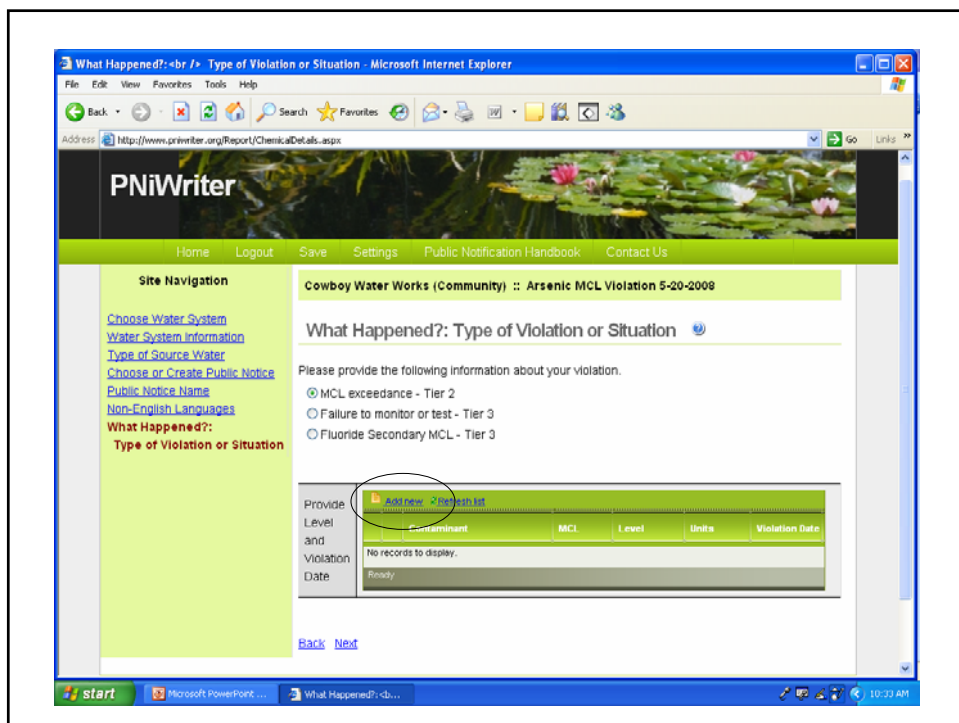 What Happened?:<br /> Type of Violation or Situation - Microsoft Internet Explorer
File Edit View Favorites Tools Help
Back Search Favorites
Address http://www.pniwriter.org/Report/ChemicalDetails.aspx Go Links »
PNiWriter
Home Logout Save Settings Public Notification Handbook Contact Us
Site Navigation
Choose Water System
Water System Information
Type of Source Water
Choose or Create Public Notice
Public Notice Name
Non-English Languages
What Happened?:
Type of Violation or Situation
Cowboy Water Works (Community) :: Arsenic MCL Violation 5-20-2008
What Happened?: Type of Violation or Situation
Please provide the following information about your violation.
MCL exceedance - Tier 2
Failure to monitor or test - Tier 3
Fluoride Secondary MCL - Tier 3
Provide
Level
and
Violation
Date
Add new Refresh list
Contaminant MCL Level Units Violation Date
No records to display.
Ready
Back Next
start Microsoft PowerPoint ... What Happened?: <b... 10:33 AM